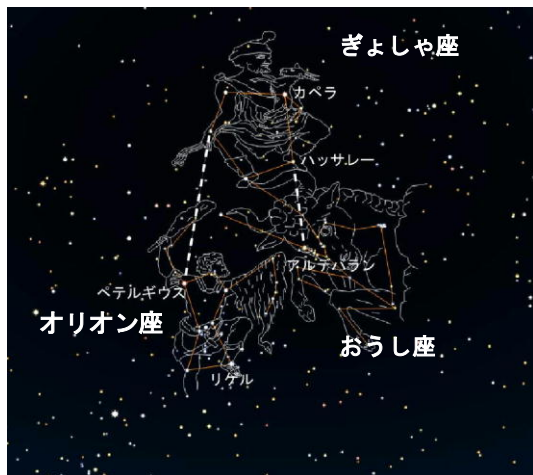 ぎょしゃ座
カペラ
ハッサレー
アルデバラン
ベテルギウス
オリオン座
おうし座
リゲル